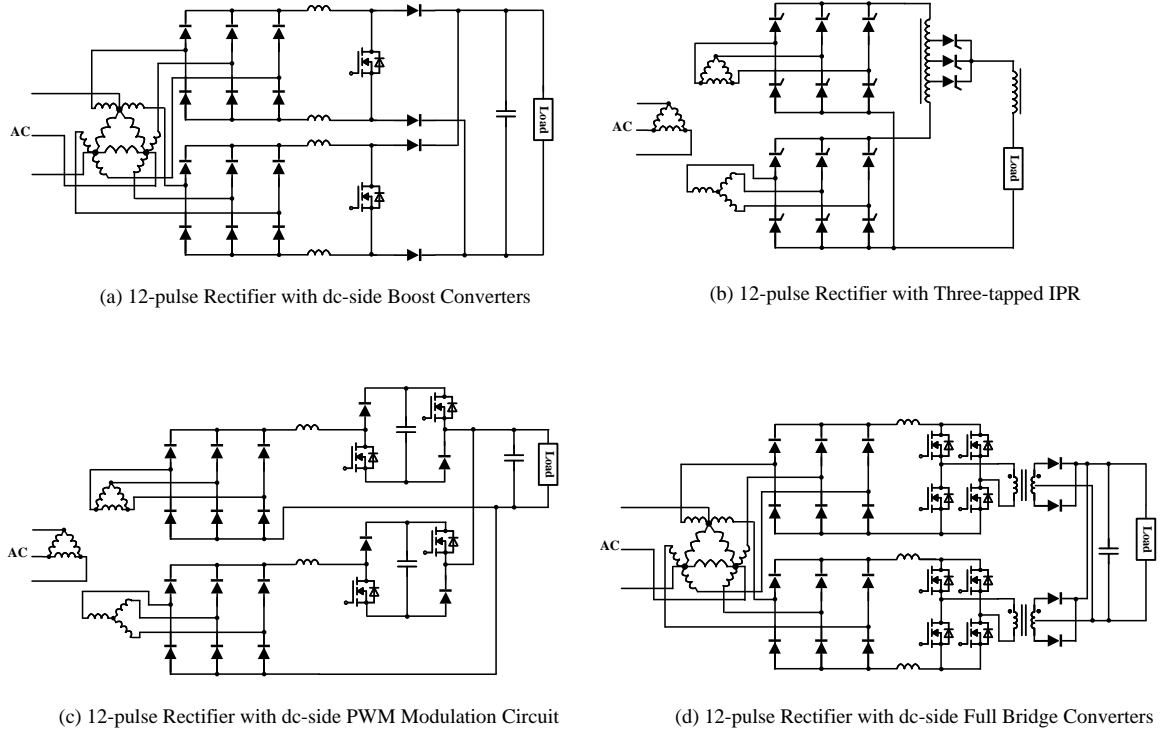 AC
Load
(a) 12-pulse Rectifier with dc-side Boost Converters
AC
Load
(b) 12-pulse Rectifier with Three-tapped IPR
AC
Load
(c) 12-pulse Rectifier with dc-side PWM Modulation Circuit
AC
Load
(d) 12-pulse Rectifier with dc-side Full Bridge Converters